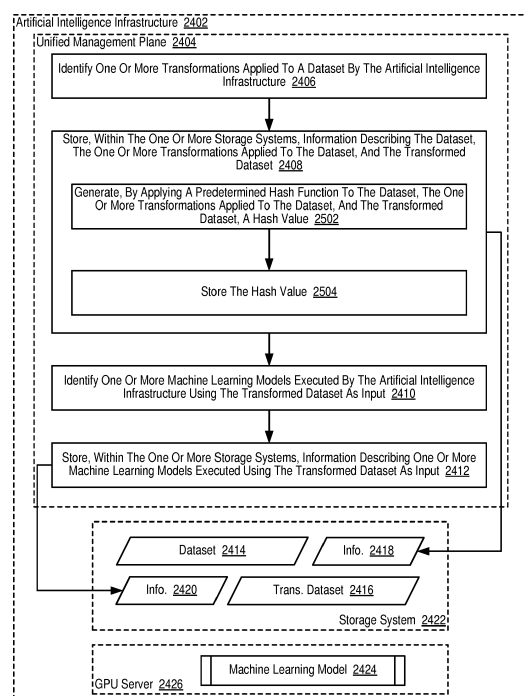 Artificial Intelligence Infrastructure 2402
Unified Management Plane 2404
Identify One Or More Transformations Applied To A Dataset By The Artificial Intelligence
Infrastructure 2406
Store, Within The One Or More Storage Systems, Information Describing The Dataset,
The One Or More Transformations Applied To The Dataset, And The Transformed
Dataset 2408
Generate, By Applying A Predetermined Hash Function To The Dataset, The One
Or More Transformations Applied To The Dataset, And The Transformed
Dataset, A Hash Value 2502
Store The Hash Value 2504
Identify One Or More Machine Learning Models Executed By The Artificial Intelligence
Infrastructure Using The Transformed Dataset As Input 2410
Store, Within The One Or More Storage Systems, Information Describing One Or More
Machine Learning Models Executed Using The Transformed Dataset As Input 2412
Dataset 2414
Info. 2418
Info. 2420
Trans. Dataset 2416
Storage System 2422
Machine Learning Model 2424
GPU Server 2426